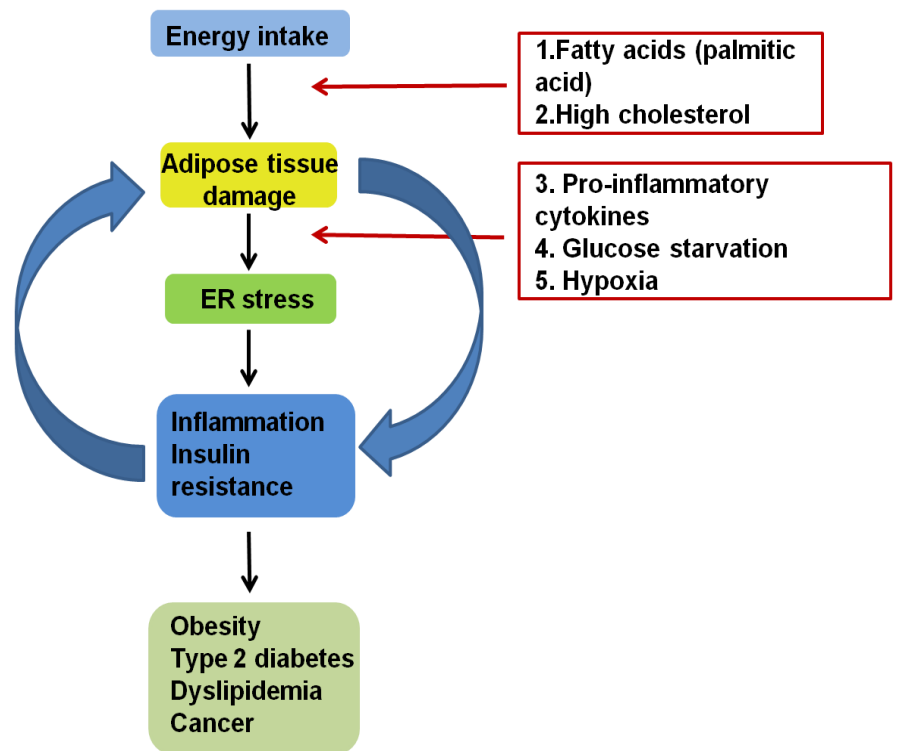 Energy intake
1.Fatty acids (palmitic
acid)
2.High cholesterol
Adipose tissue
damage
3. Pro-inflammatory
cytokines
4. Glucose starvation
5. Hypoxia
ER stress
Inflammation
Insulin
resistance
Obesity
Type 2 diabetes
Dyslipidemia
Cancer